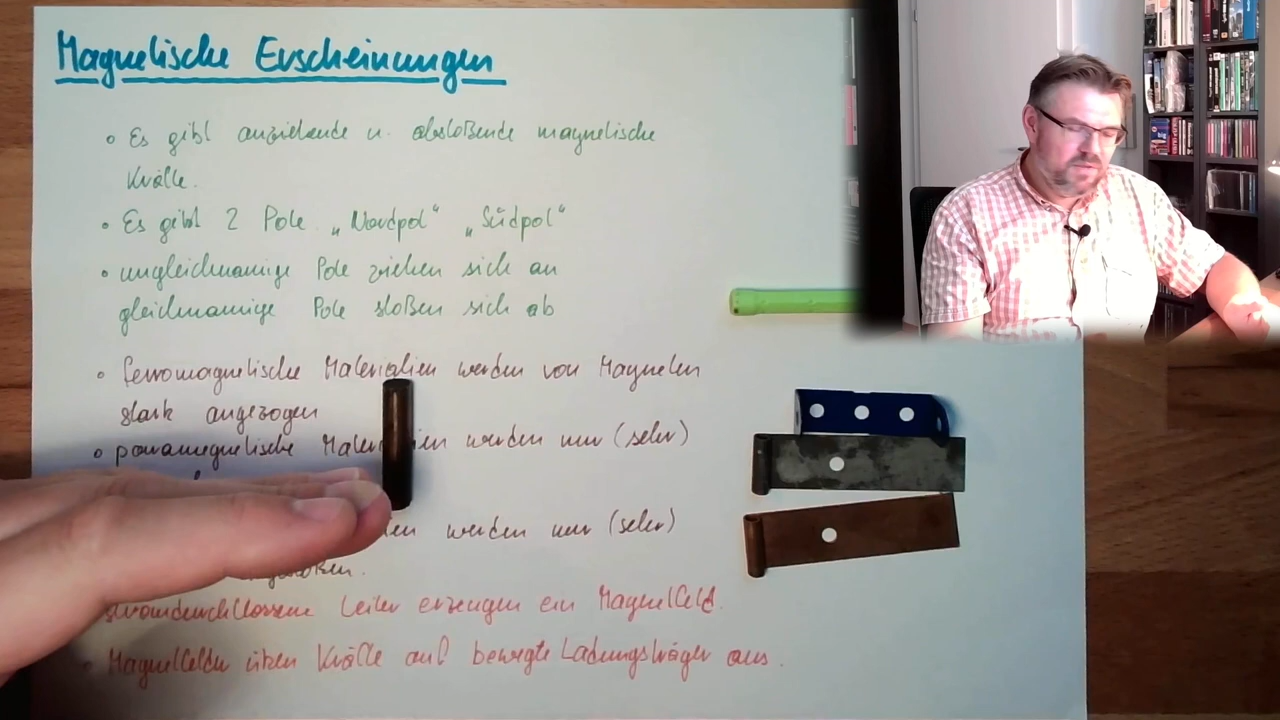 Magnetische Erscheinungen
• Es gibt anziehende u. abstoßende magnetische
Kräfte.
• Es gibt 2 Pole „Nordpol“ „Südpol“
• ungleichnamige Pole ziehen sich an
gleichnamige Pole stoßen sich ab
• ferromagnetische Materialien werden von Magneten
stark angezogen
• paramagnetische Materialien werden nur (sehr)
werden nur (sehr)
stromdurchflossene Leiter erzeugen ein Magnetfeld.
• Magnetfelder üben Kräfte auf bewegte Ladungsträger aus.